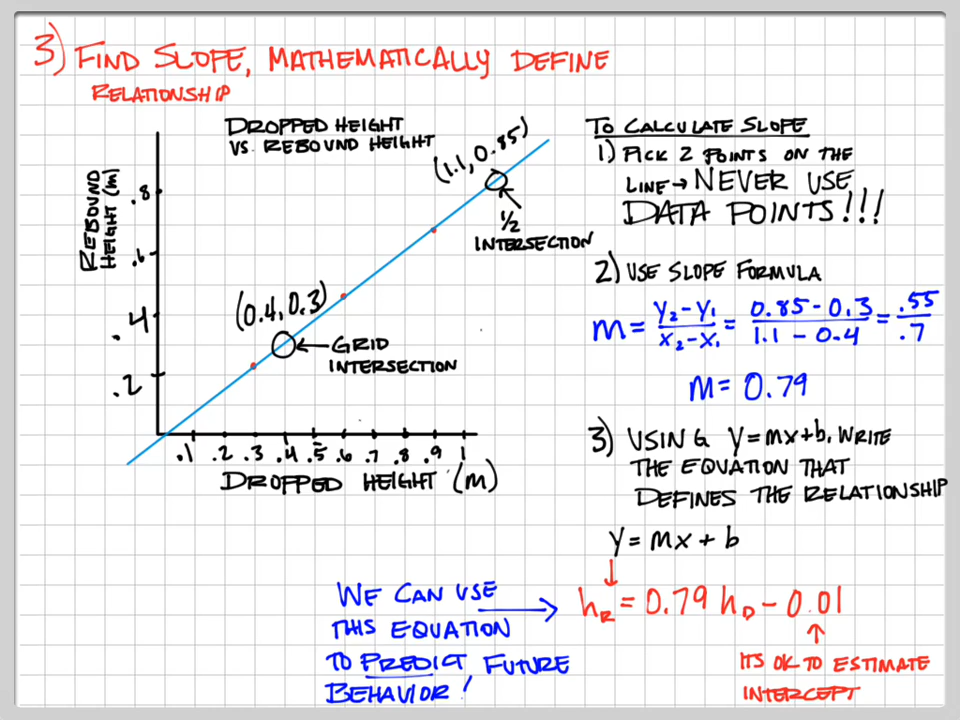 3) FIND SLOPE, MATHEMATICALLY DEFINE
RELATIONSHIP
DROPPED HEIGHT
VS. REBOUND HEIGHT
(1.1, 0.85)
1/2
INTERSECTION
(0.4, 0.3)
GRID
INTERSECTION
REBOUND
HEIGHT (m)
.8
.6
.4
.2
.1 .2 .3 .4 .5 .6 .7 .8 .9 1
DROPPED HEIGHT (m)
TO CALCULATE SLOPE
1) PICK 2 POINTS ON THE
LINE → NEVER USE
DATA POINTS!!!
2) USE SLOPE FORMULA
m = (y₂-y₁)/(x₂-x₁) = (0.85-0.3)/(1.1-0.4) = .55/.7
m = 0.79
3) USING y=mx+b, WRITE
THE EQUATION THAT
DEFINES THE RELATIONSHIP
y = mx + b
h_R = 0.79 h_D - 0.01
ITS OK TO ESTIMATE
INTERCEPT
WE CAN USE
THIS EQUATION
TO PREDICT FUTURE
BEHAVIOR!